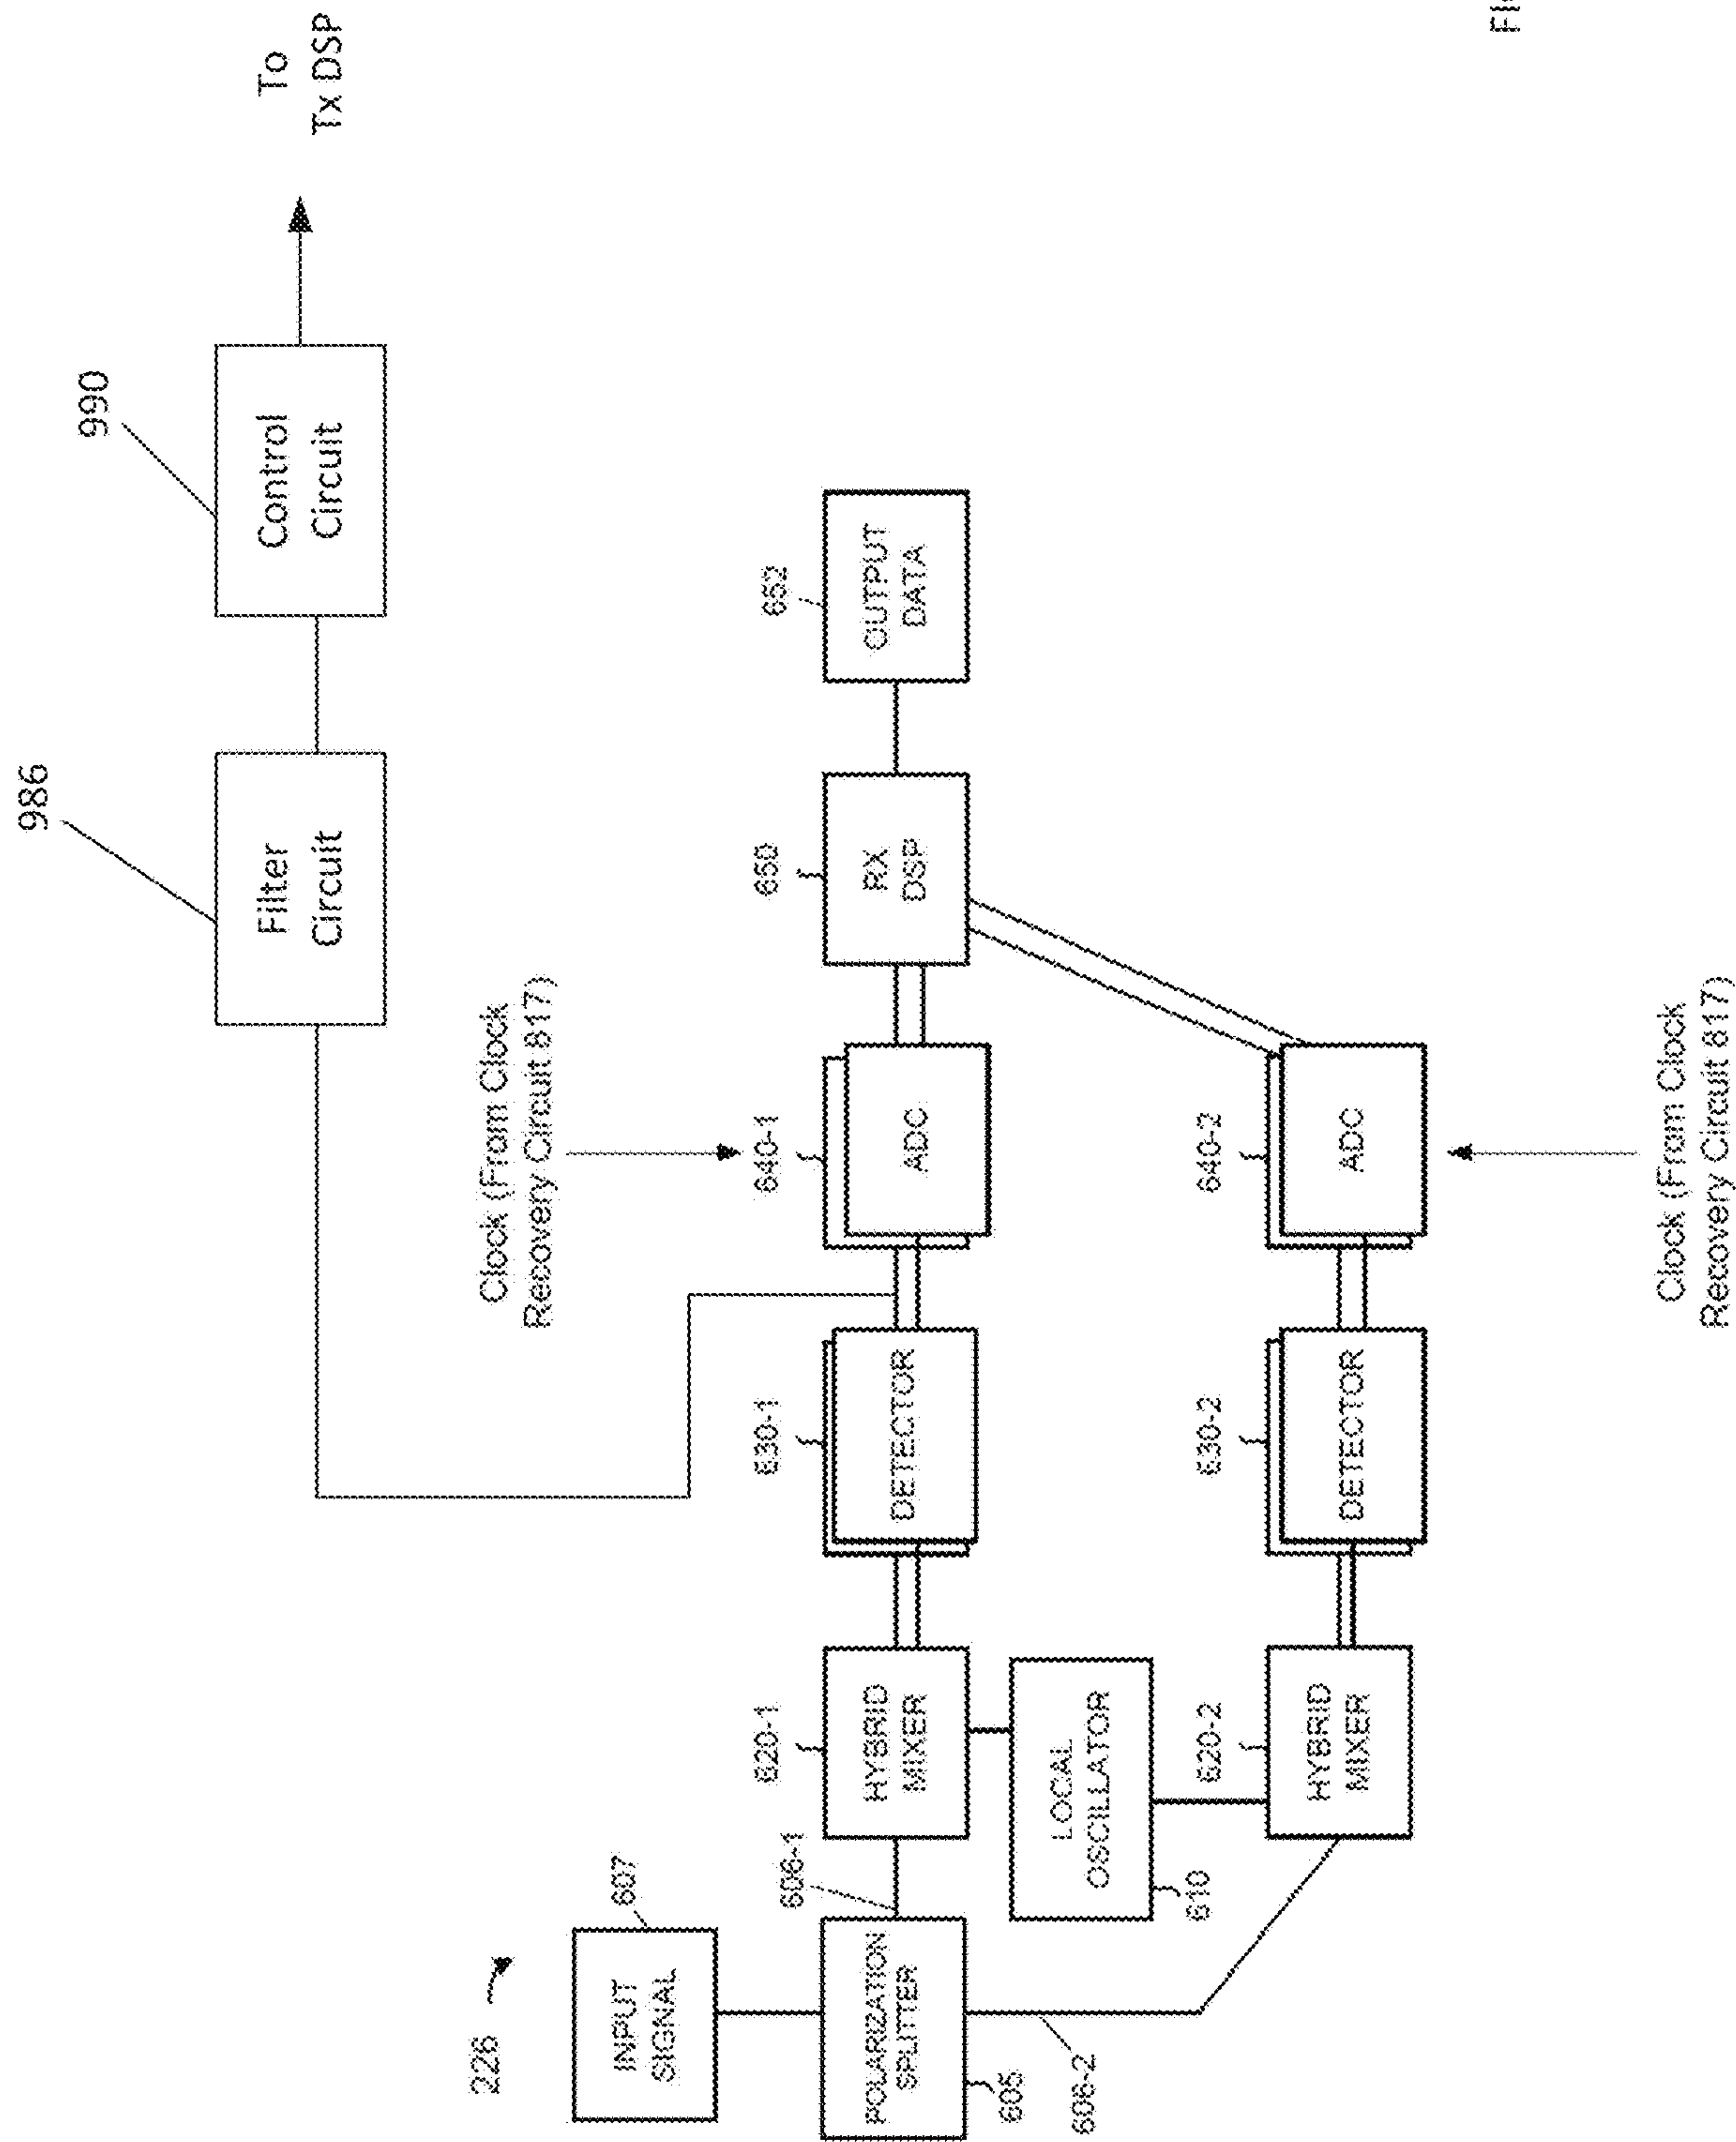 986
990
Filter
Circuit
Control
Circuit
To
Tx DSP
226
Clock (From Clock
Recovery Circuit 817)
INPUT
SIGNAL
607
606-1
620-1
630-1
640-1
650
652
POLARIZATION
SPLITTER
HYBRID
MIXER
DETECTOR
ADC
RX
DSP
OUTPUT
DATA
605
LOCAL
OSCILLATOR
606-2
610
620-2
630-2
640-2
HYBRID
MIXER
DETECTOR
ADC
Clock (From Clock
Recovery Circuit 817)